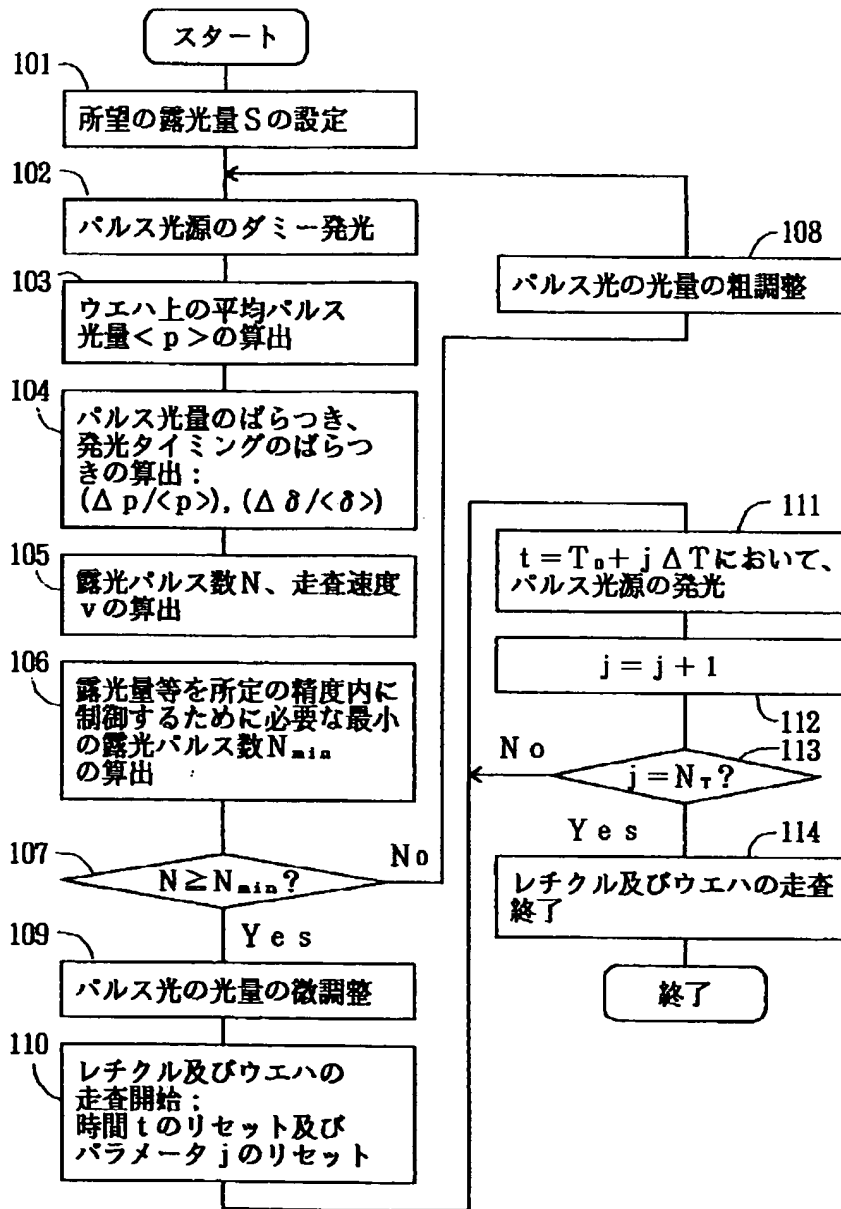 スタート
101
所望の露光量Sの設定
102
パルス光源のダミー発光
103
ウエハ上の平均パルス
光量<p>の算出
104
パルス光量のばらつき、
発光タイミングのばらつ
きの算出:
(Δp/<p>), (Δδ/<δ>)
105
露光パルス数N、走査速度
vの算出
106
露光量等を所定の精度内に
制御するために必要な最小
の露光パルス数Nmin
の算出
107
N≧Nmin?
No
Yes
108
パルス光の光量の粗調整
109
パルス光の光量の微調整
110
レチクル及びウエハの
走査開始:
時間tのリセット及び
パラメータjのリセット
111
t=T0+jΔTにおいて、
パルス光源の発光
j=j+1
112
113
j=NT?
No
Yes
114
レチクル及びウエハの走査
終了
終了